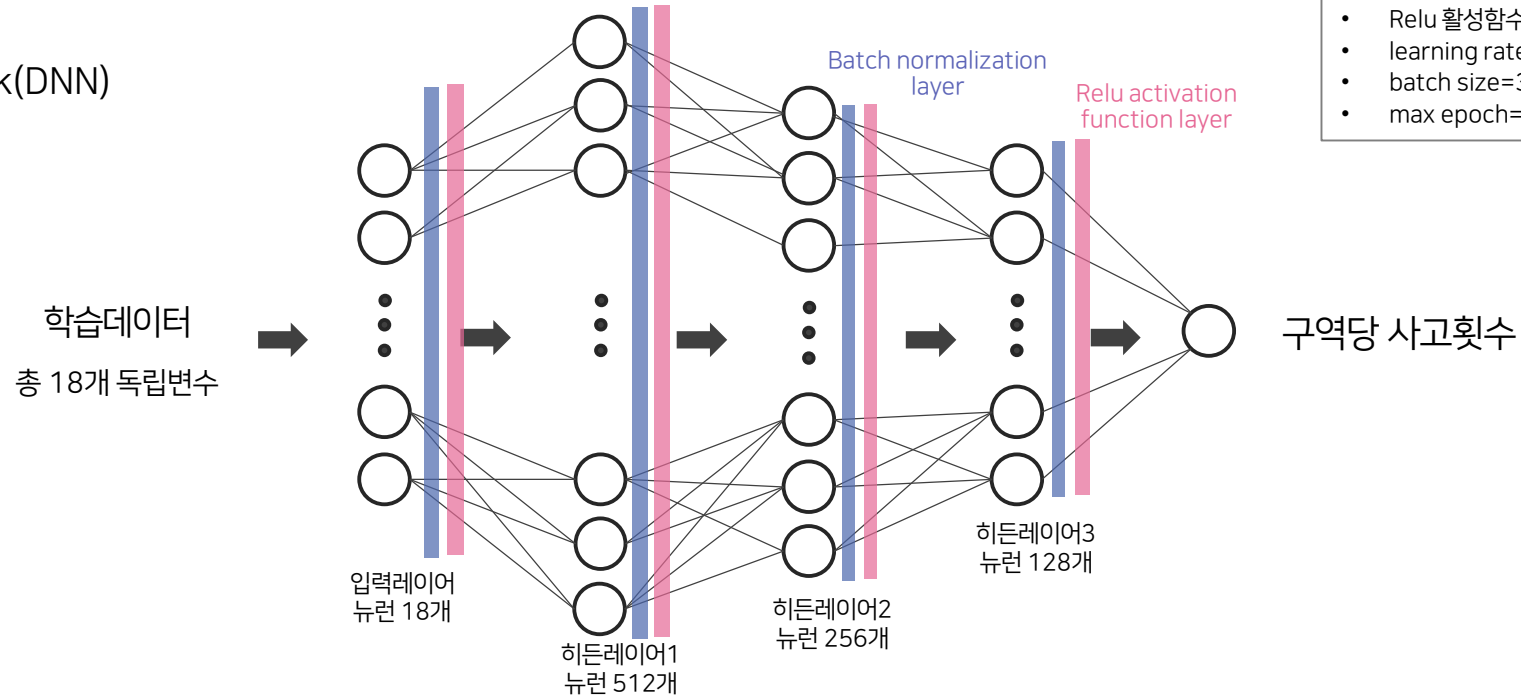 k(DNN)
• Relu 활성함수
• learning rate
• batch size=3
• max epoch=
Batch normalization
layer
Relu activation
function layer
학습데이터
총 18개 독립변수
구역당 사고횟수
입력레이어
뉴런 18개
히든레이어1
뉴런 512개
히든레이어2
뉴런 256개
히든레이어3
뉴런 128개